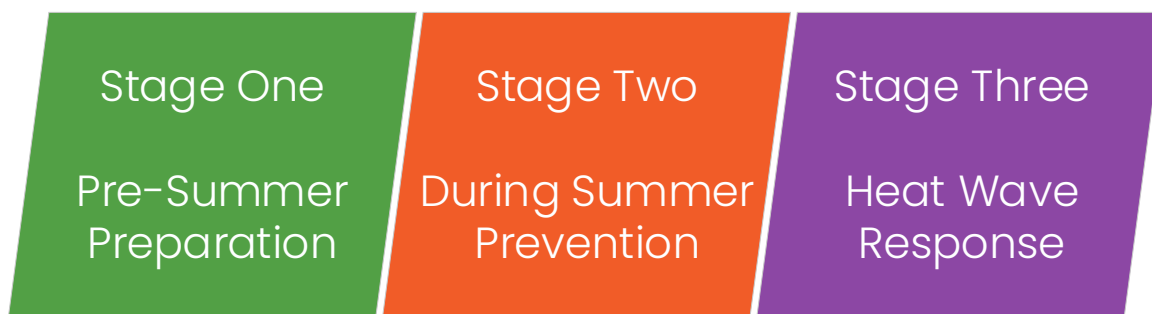 Stage One
Pre-Summer
Preparation
Stage Two
During Summer
Prevention
Stage Three
Heat Wave
Response